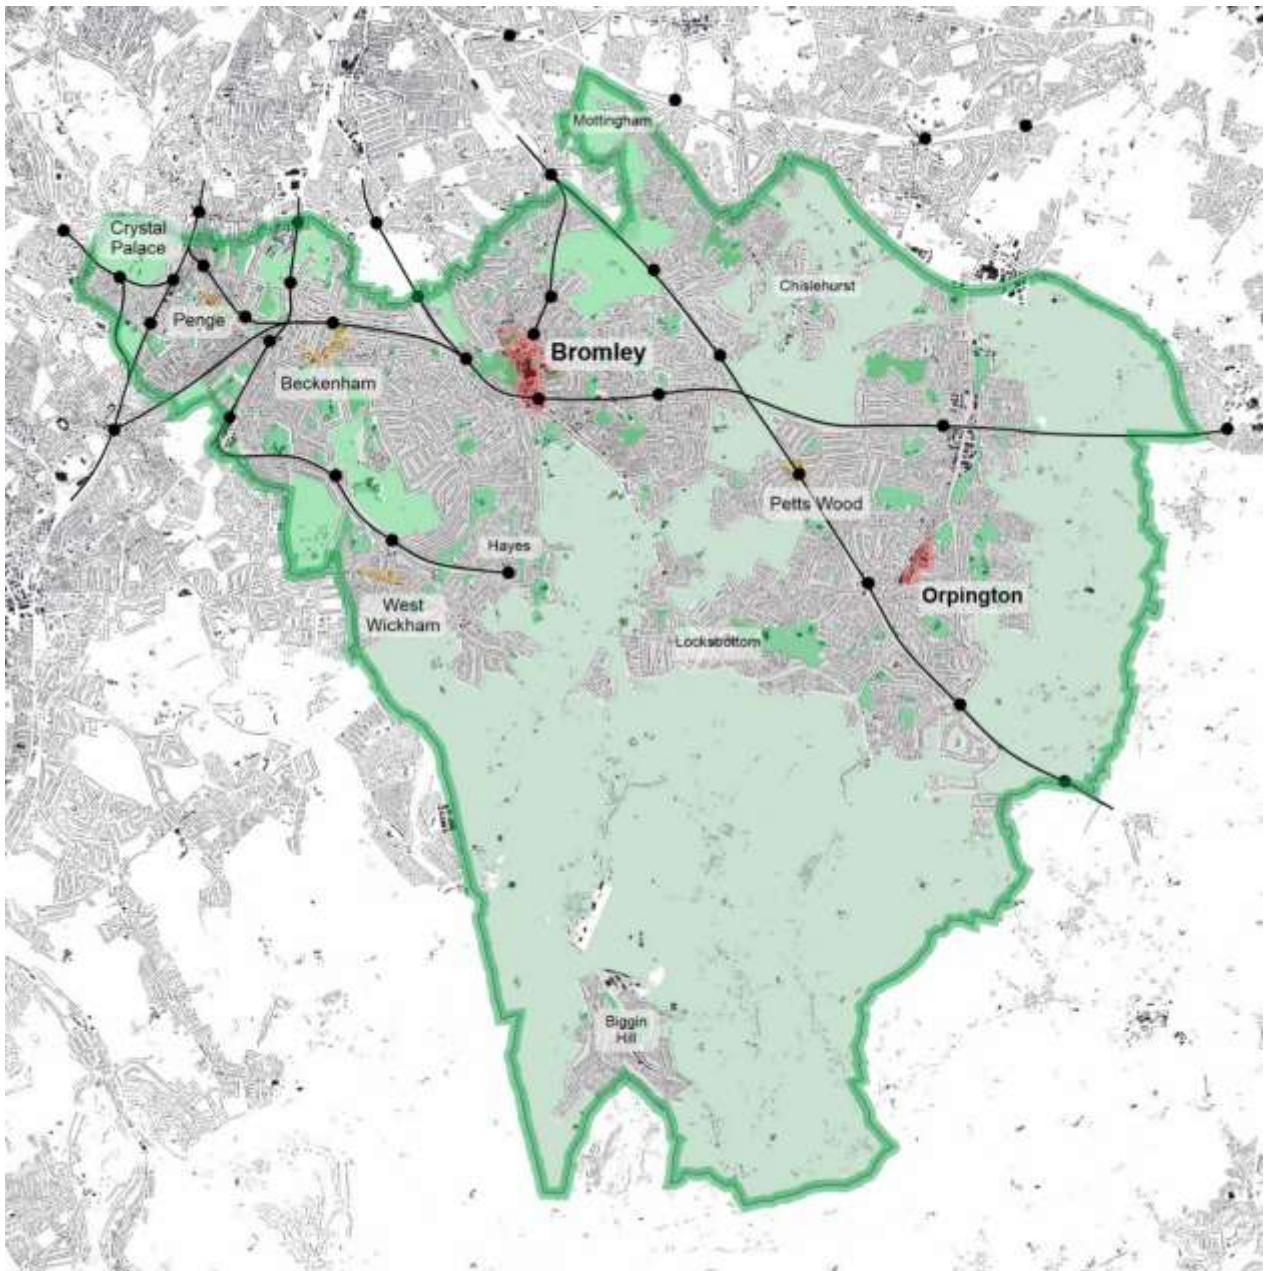 Mottingham
Crystal
Palace
Chislehurst
Penge
Bromley
Beckenham
Petts Wood
Hayes
Orpington
West
Wickham
Locksbottom
Biggin
Hill